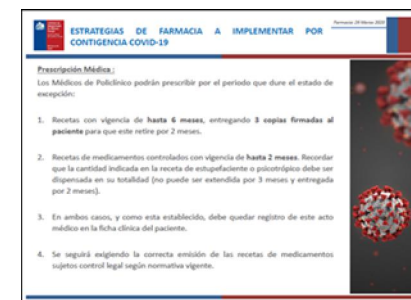 Farmacia 28 Marzo 2020
ESTRATEGIAS DE FARMACIA A IMPLEMENTAR POR
CONTIGENCIA COVID-19
Prescripción Médica :
Los Médicos de Policlínico podrán prescribir por el periodo que dure el estado de
excepción:
1. Recetas con vigencia de hasta 6 meses, entregando 3 copias firmadas al
paciente para que este retire por 2 meses.
2. Recetas de medicamentos controlados con vigencia de hasta 2 meses. Recordar
que la cantidad indicada en la receta de estupefaciente o psicotrópico debe ser
dispensada en su totalidad (no puede ser extendida por 3 meses y entregada
por 2 meses).
3. En ambos casos, y como esta establecido, debe quedar registro de este acto
médico en la ficha clínica del paciente.
4. Se seguirá exigiendo la correcta emisión de las recetas de medicamentos
sujetos control legal según normativa vigente.